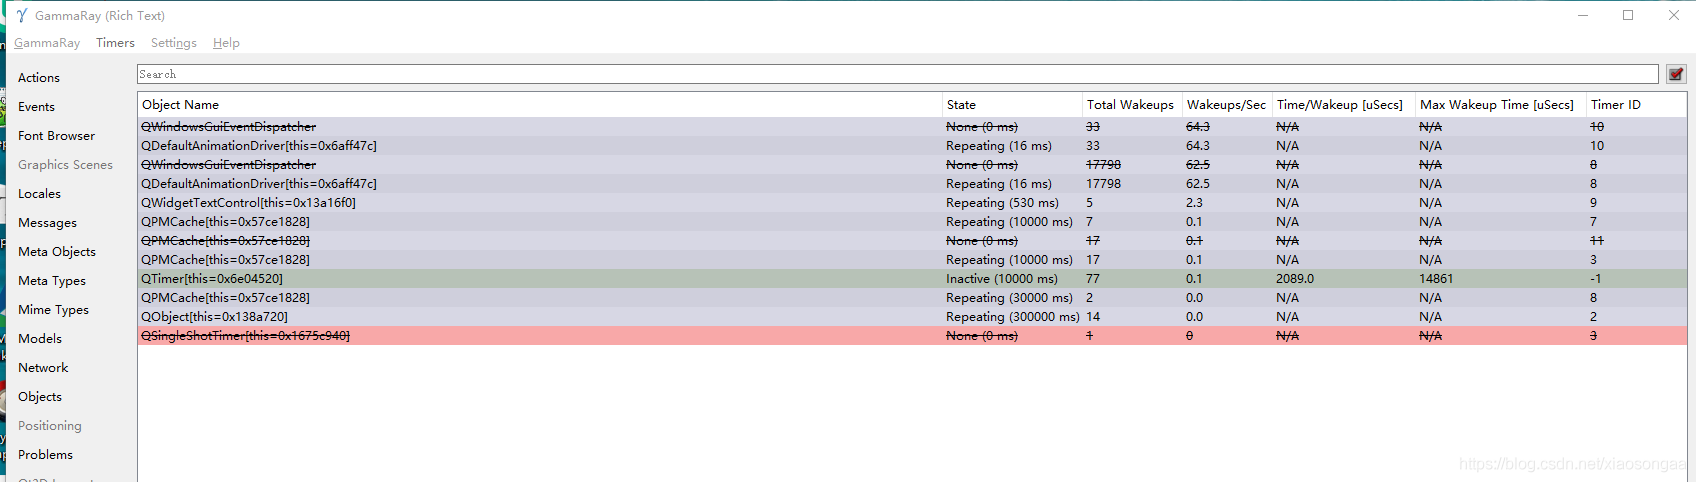 GammaRay (Rich Text)
GammaRay Timers Settings Help
Search
Actions
Events
Font Browser
Graphics Scenes
Locales
Messages
Meta Objects
Meta Types
Mime Types
Models
Network
Objects
Positioning
Problems
Object Name State Total Wakeups Wakeups/Sec Time/Wakeup [uSecs] Max Wakeup Time [uSecs] Timer ID
QWindowsGuiEventDispatcher None (0 ms) 33 64.3 N/A N/A 10
QDefaultAnimationDriver[this=0x6aff47c] Repeating (16 ms) 33 64.3 N/A N/A 10
QWindowsGuiEventDispatcher None (0 ms) 17798 62.5 N/A N/A 8
QDefaultAnimationDriver[this=0x6aff47c] Repeating (16 ms) 17798 62.5 N/A N/A 8
QWidgetTextControl[this=0x13a16f0] Repeating (530 ms) 5 2.3 N/A N/A 9
QPMCache[this=0x57ce1828] Repeating (10000 ms) 7 0.1 N/A N/A 7
QPMCache[this=0x57ce1828] None (0 ms) 17 0.1 N/A N/A 11
QPMCache[this=0x57ce1828] Repeating (10000 ms) 17 0.1 N/A N/A 3
QTimer[this=0x6e04520] Inactive (10000 ms) 77 0.1 2089.0 14861 -1
QPMCache[this=0x57ce1828] Repeating (30000 ms) 2 0.0 N/A N/A 8
QObject[this=0x138a720] Repeating (300000 ms) 14 0.0 N/A N/A 2
QSingleShotTimer[this=0x1675c940] None (0 ms) 1 0 N/A N/A 3
https://blog.csdn.net/xiaosongaa